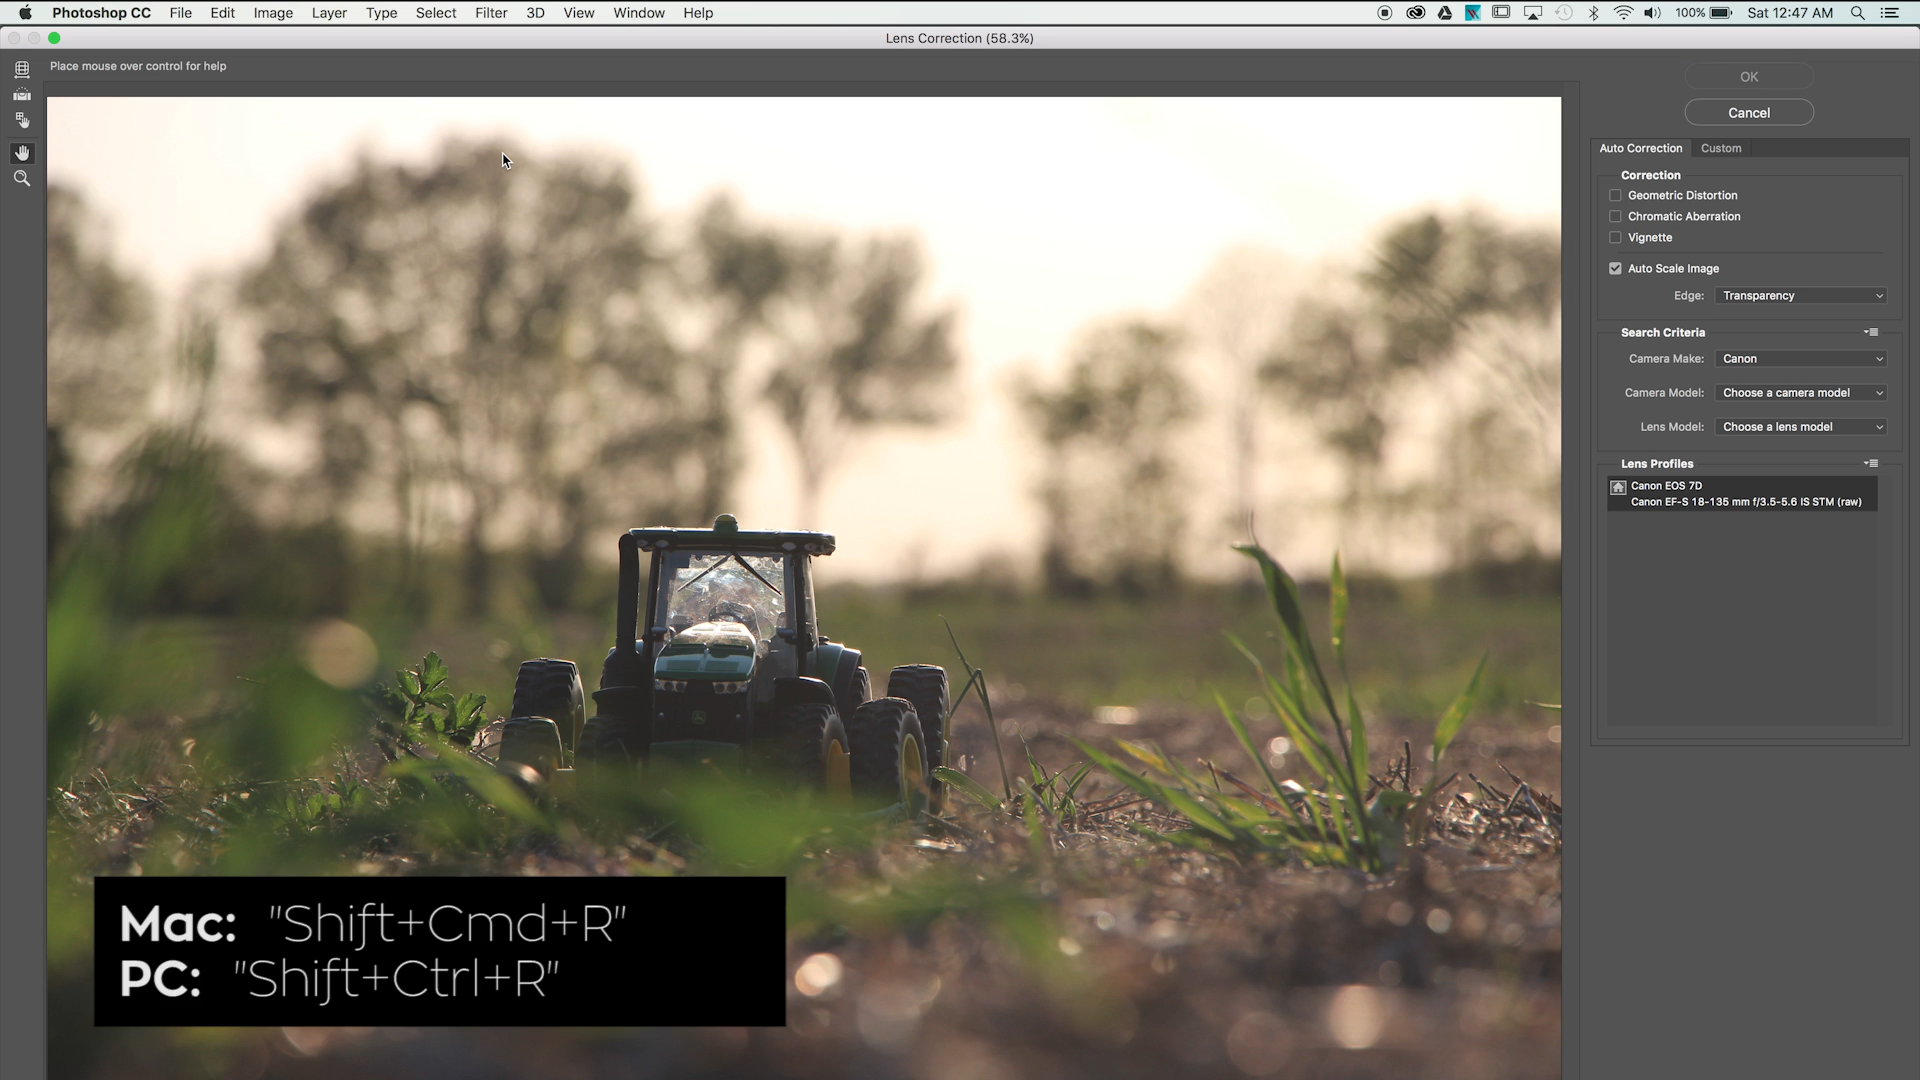 Photoshop CC File Edit Image Layer Type Select Filter 3D View Window Help 100% Sat 12:47 AM
Lens Correction (58.3%)
Place mouse over control for help
OK
Cancel
Auto Correction Custom
Correction
Geometric Distortion
Chromatic Aberration
Vignette
Auto Scale Image
Edge: Transparency
Search Criteria
Camera Make: Canon
Camera Model: Choose a camera model
Lens Model: Choose a lens model
Lens Profiles
Canon EOS 7D
Canon EF-S 18-135 mm f/3.5-5.6 IS STM (raw)
Mac: "Shift+Cmd+R"
PC: "Shift+Ctrl+R"